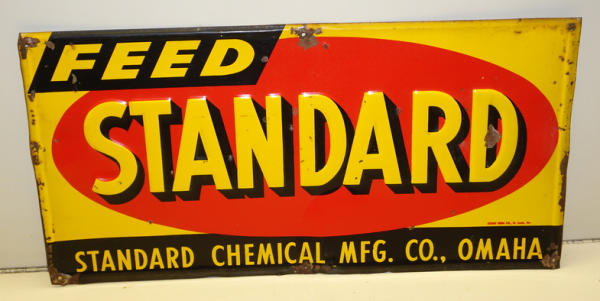 FEED
STANDARD
STANDARD CHEMICAL MFG. CO., OMAHA